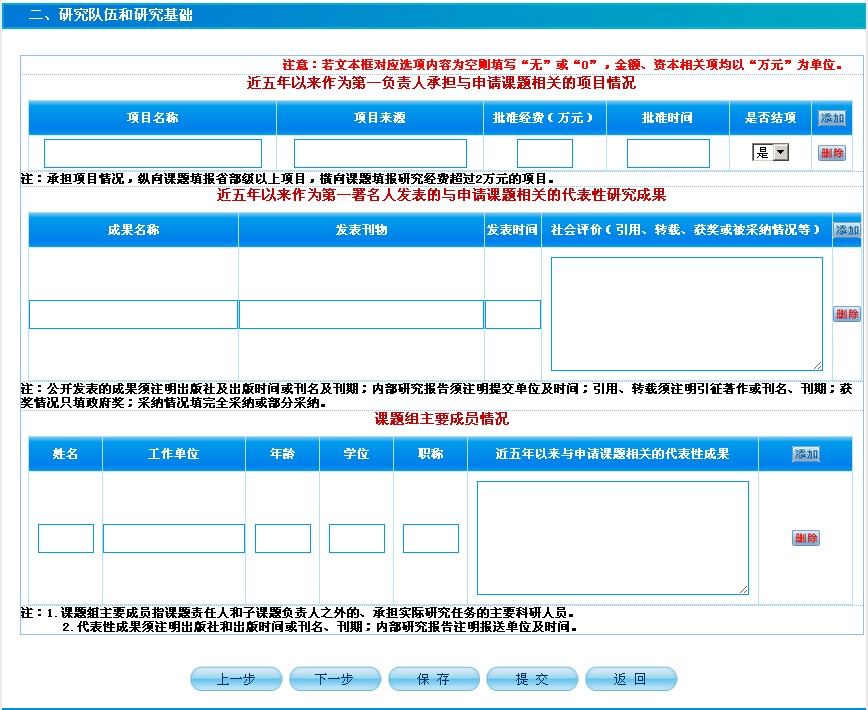 二、研究队伍和研究基础
注意：若文本框对应选项内容为空则填写“无”或“0”，金额、资本相关项均以“万元”为单位。
近五年以来作为第一负责人承担与申请课题相关的项目情况
项目名称 项目来源 批准经费（万元） 批准时间 是否结项 添加
是 删除
注：承担项目情况，纵向课题填报省部级以上项目，横向课题填报研究经费超过2万元的项目。
近五年以来作为第一署名人发表的与申请课题相关的代表性研究成果
成果名称 发表刊物 发表时间 社会评价（引用、转载、获奖或被采纳情况等） 添加
删除
注：公开发表的成果须注明出版社及出版时间或刊名及刊期；内部研究报告须注明提交单位及时间；引用、转载须注明引征著作或刊名、刊期；获
奖情况只填政府奖；采纳情况填完全采纳或部分采纳。
课题组主要成员情况
姓名 工作单位 年龄 学位 职称 近五年以来与申请课题相关的代表性成果 添加
删除
注：1.课题组主要成员指课题责任人和子课题负责人之外的、承担实际研究任务的主要科研人员。
2.代表性成果须注明出版社和出版时间或刊名、刊期；内部研究报告注明报送单位及时间。
上一步 下一步 保 存 提 交 返 回